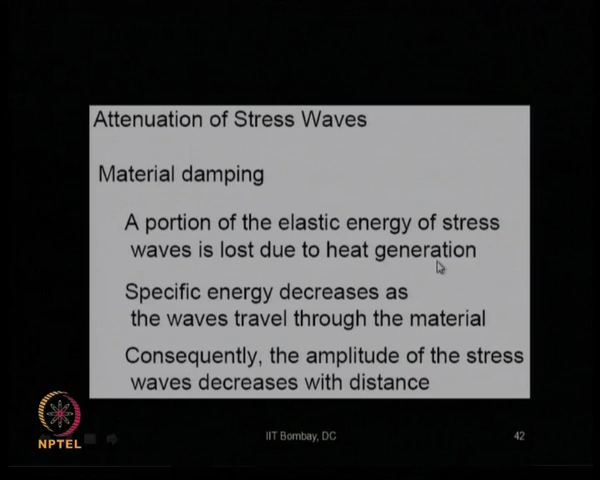 Attenuation of Stress Waves
Material damping
A portion of the elastic energy of stress
waves is lost due to heat generation
Specific energy decreases as
the waves travel through the material
Consequently, the amplitude of the stress
waves decreases with distance
NPTEL
IIT Bombay, DC
42